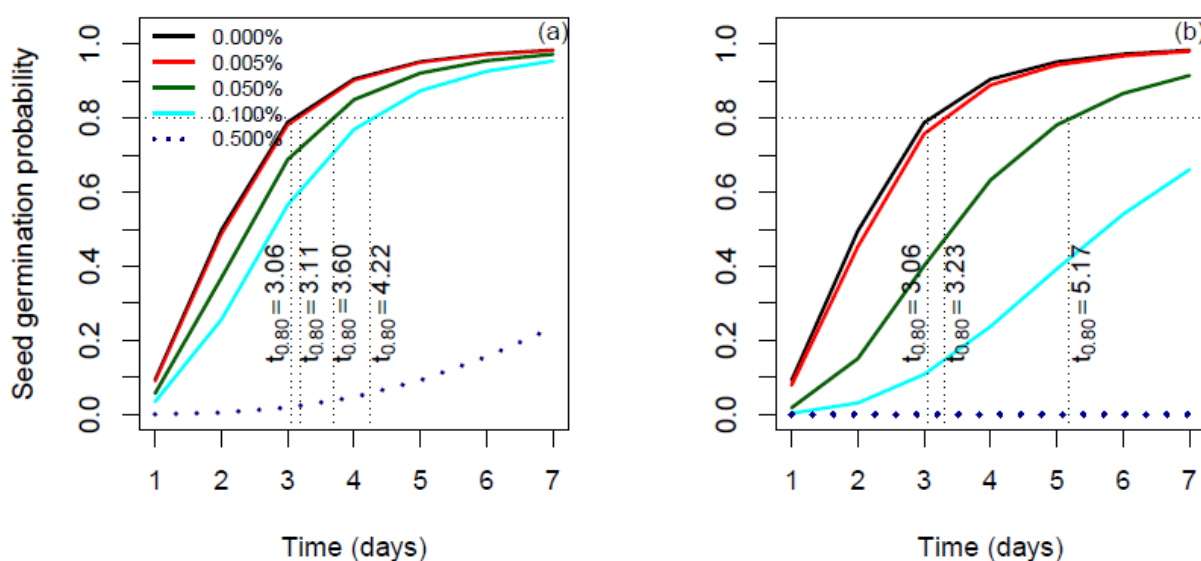 (a)
0.000%
0.005%
0.050%
0.100%
0.500%
Seed germination probability
1.0
0.8
0.6
0.4
0.2
0.0
t0.80 = 3.06
t0.80 = 3.11
t0.80 = 3.60
t0.80 = 4.22
1 2 3 4 5 6 7
Time (days)
(b)
1.0
0.8
0.6
0.4
0.2
0.0
t0.80 = 3.06
t0.80 = 3.23
t0.80 = 5.17
1 2 3 4 5 6 7
Time (days)